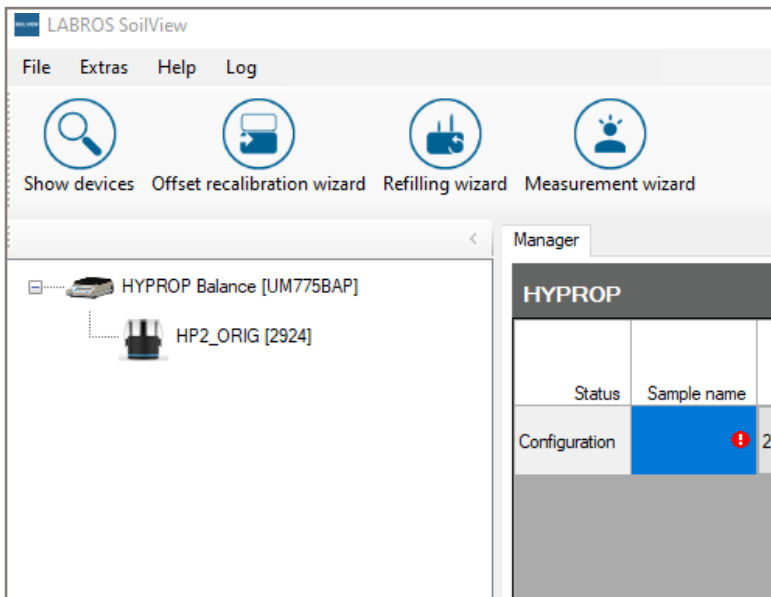 LABROS SoilView
File Extras Help Log
Show devices Offset recalibration wizard Refilling wizard Measurement wizard
Manager
HYPROP Balance [UM775BAP]
HYPROP
HP2_ORIG [2924]
Status Sample name
Configuration 2